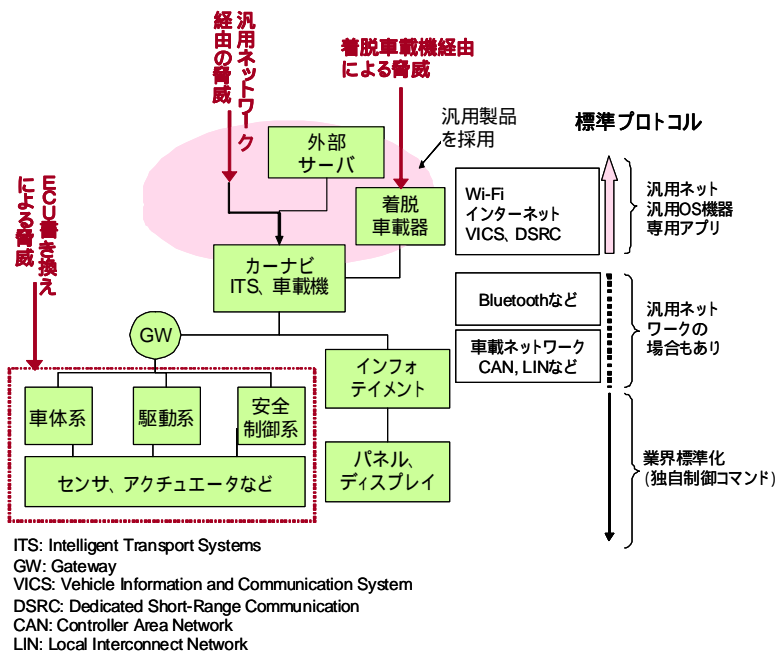 汎用ネットワーク
経由の脅威
着脱車載機経由
による脅威
汎用製品
を採用
標準プロトコル
外部
サーバ
着脱
車載器
Wi-Fi
インターネット
VICS、DSRC
汎用ネット
汎用OS機器
専用アプリ
ECU書き換え
による脅威
カーナビ
ITS、車載機
Bluetoothなど
汎用ネット
ワークの
場合もあり
GW
車載ネットワーク
CAN, LINなど
インフォ
テイメント
車体系
駆動系
安全
制御系
パネル、
ディスプレイ
センサ、アクチュエータなど
業界標準化
(独自制御コマンド)
ITS: Intelligent Transport Systems
GW: Gateway
VICS: Vehicle Information and Communication System
DSRC: Dedicated Short-Range Communication
CAN: Controller Area Network
LIN: Local Interconnect Network